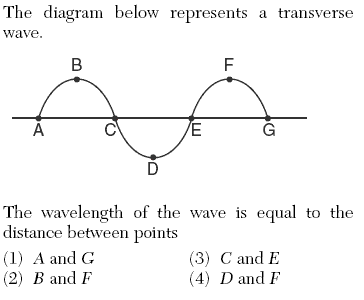 The diagram below represents a transverse
wave.
B F
A C E G
D
The wavelength of the wave is equal to the
distance between points
(1) A and G (3) C and E
(2) B and F (4) D and F